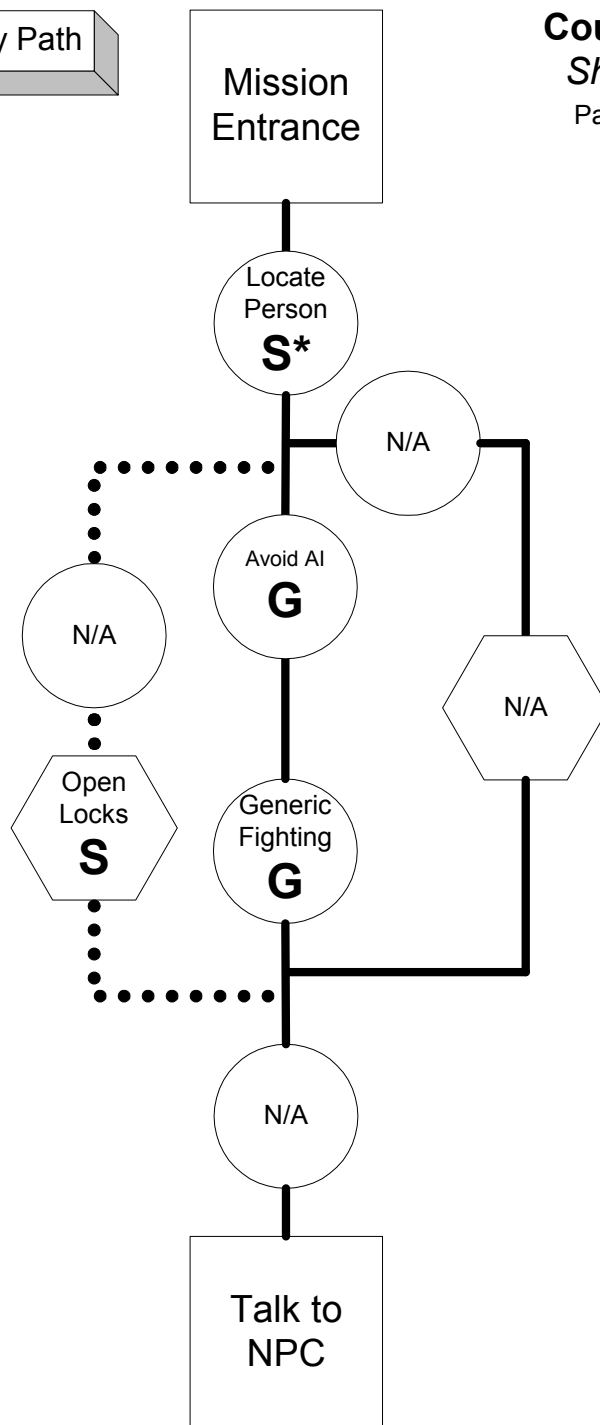 y Path
Cou
Sh
Pa
Mission
Entrance
Locate
Person
S*
N/A
Avoid AI
G
N/A
N/A
Open
Locks
S
Generic
Fighting
G
N/A
Talk to
NPC